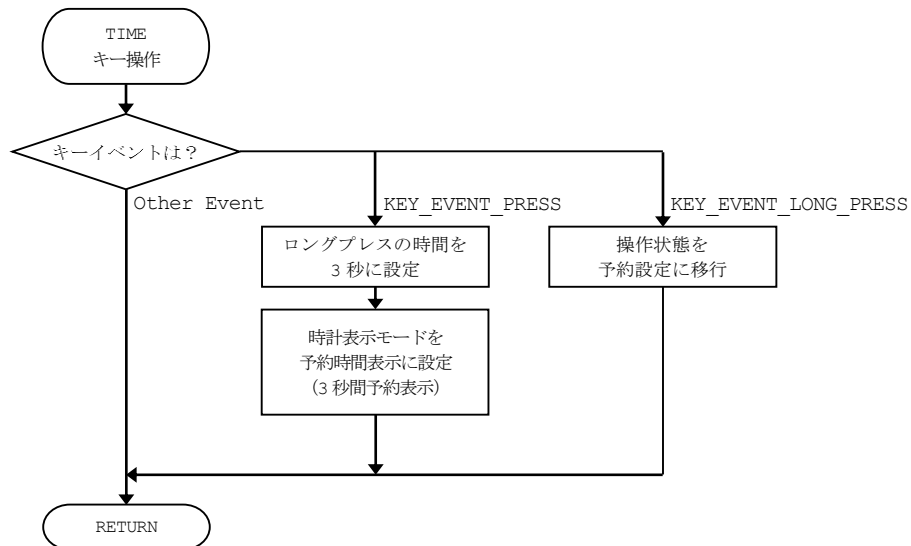 TIME
キー操作
キーイベントは？
Other Event
KEY_EVENT_PRESS
KEY_EVENT_LONG_PRESS
ロングプレスの時間を
3 秒に設定
操作状態を
予約設定に移行
時計表示モードを
予約時間表示に設定
(3 秒間予約表示)
RETURN